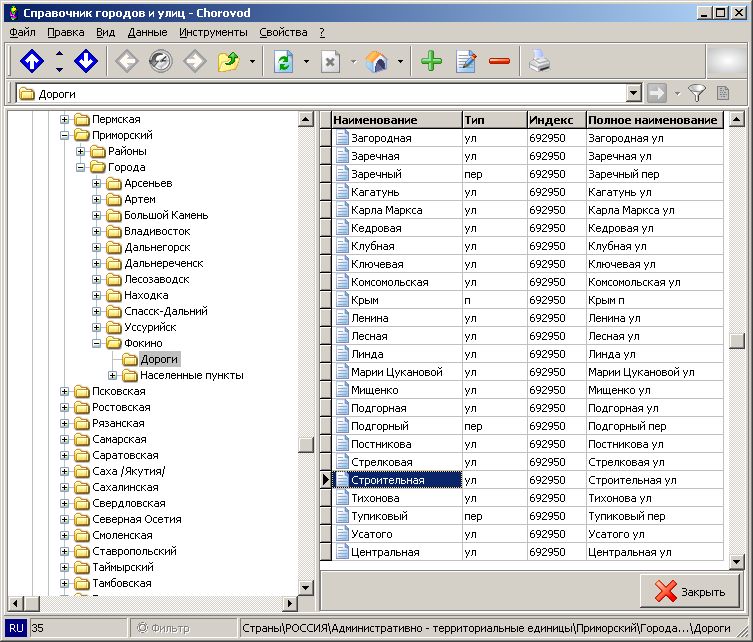 Справочник городов и улиц - Chorovod
Файл Правка Вид Данные Инструменты Свойства ?
Дороги
Пермская
Приморский
Районы
Города
Арсеньев
Артем
Большой Камень
Владивосток
Дальнегорск
Дальнереченск
Лесозаводск
Находка
Спасск-Дальний
Уссурийск
Фокино
Дороги
Населенные пункты
Псковская
Ростовская
Рязанская
Самарская
Саратовская
Саха /Якутия/
Сахалинская
Свердловская
Северная Осетия
Смоленская
Ставропольский
Таймырский
Тамбовская
Наименование Тип Индекс Полное наименование
Загородная ул 692950 Загородная ул
Заречная ул 692950 Заречная ул
Заречный пер 692950 Заречный пер
Кагатунь ул 692950 Кагатунь ул
Карла Маркса ул 692950 Карла Маркса ул
Кедровая ул 692950 Кедровая ул
Клубная ул 692950 Клубная ул
Ключевая ул 692950 Ключевая ул
Комсомольская ул 692950 Комсомольская ул
Крым п 692950 Крым п
Ленина ул 692950 Ленина ул
Лесная ул 692950 Лесная ул
Линда ул 692950 Линда ул
Марии Цукановой ул 692950 Марии Цукановой ул
Мищенко ул 692950 Мищенко ул
Подгорная ул 692950 Подгорная ул
Подгорный пер 692950 Подгорный пер
Постникова ул 692950 Постникова ул
Стрелковая ул 692950 Стрелковая ул
Строительная ул 692950 Строительная ул
Тихонова ул 692950 Тихонова ул
Тупиковый пер 692950 Тупиковый пер
Усатого ул 692950 Усатого ул
Центральная ул 692950 Центральная ул
Закрыть
RU 35 Фильтр Страны\РОССИЯ\Административно - территориальные единицы\Приморский\Города...\Дороги